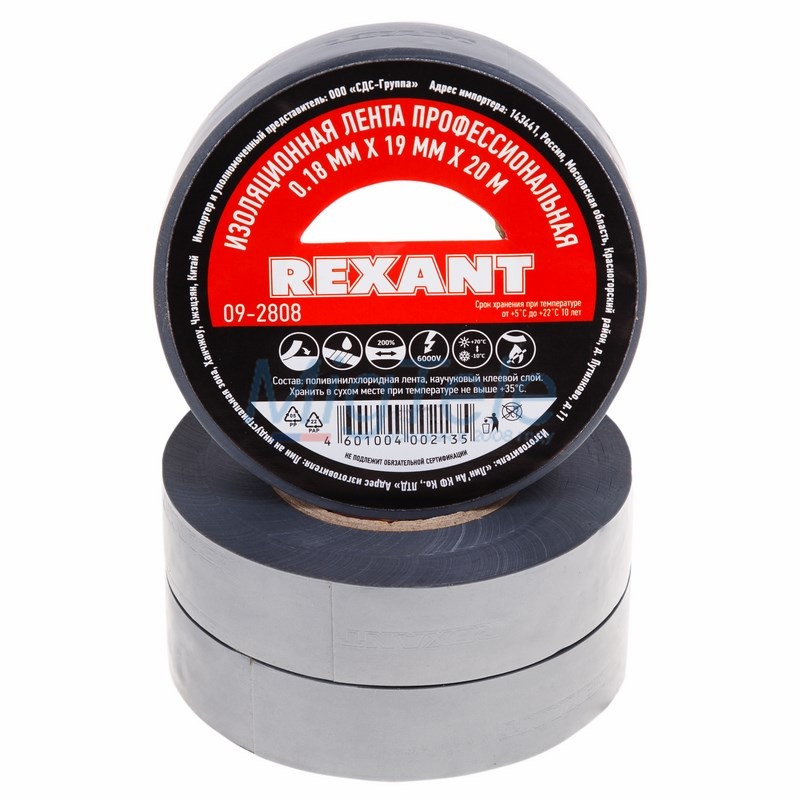 Импортер и уполномоченный представитель: ООО «СДС-Группа» Адрес импортера: 143441, Россия, Московская область, Красногорский район, д. Путилково, д.11
ИЗОЛЯЦИОННАЯ ЛЕНТА ПРОФЕССИОНАЛЬНАЯ
0.18 ММ X 19 ММ X 20 М
REXANT
09-2808
Срок хранения при температуре
от +5°С до +22°С 10 лет
200%
6000V
+70°C
-10°C
Состав: поливинилхлоридная лента, каучуковый клеевой слой.
Хранить в сухом месте при температуре не выше +35°С.
05
PP
22
PAP
4 601004 002135
НЕ ПОДЛЕЖИТ ОБЯЗАТЕЛЬНОЙ СЕРТИФИКАЦИИ
Изготовитель: «Лин'Ан КФ Ко., ЛТД» Адрес изготовителя: Лин ан индустриальная зона, Ханчжоу, Чжэцзян, Китай